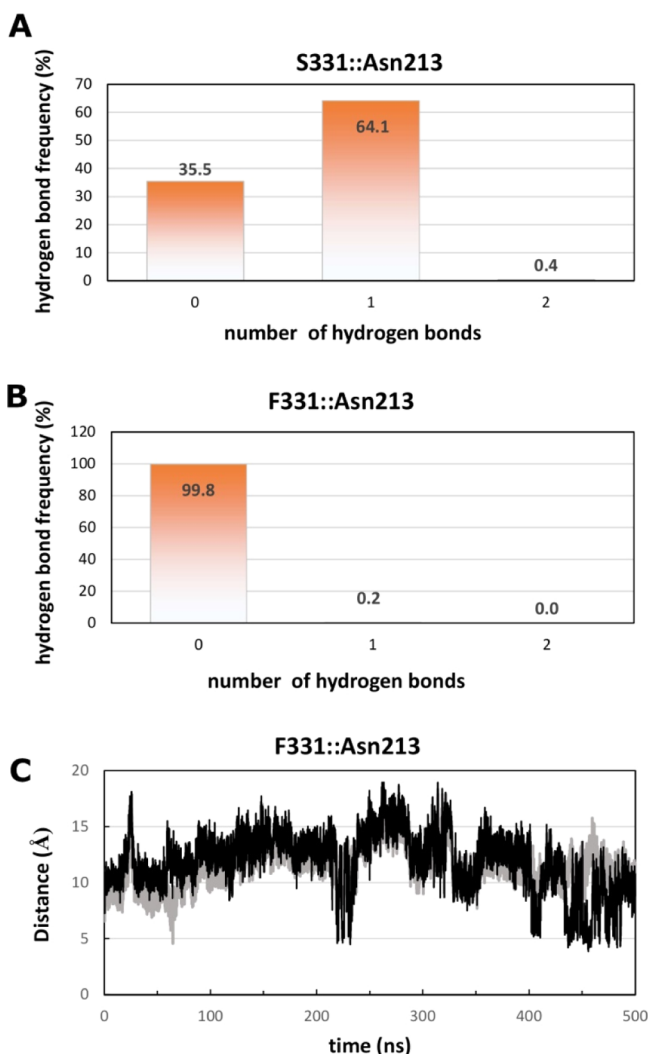 A
S331::Asn213
hydrogen bond frequency (%)
70
60
50
40
30
20
10
0
35.5
64.1
0.4
0 1 2
number of hydrogen bonds
B
F331::Asn213
hydrogen bond frequency (%)
120
100
80
60
40
20
0
99.8
0.2
0.0
0 1 2
number of hydrogen bonds
C
F331::Asn213
Distance (Å)
20
15
10
5
0
0 100 200 300 400 500
time (ns)